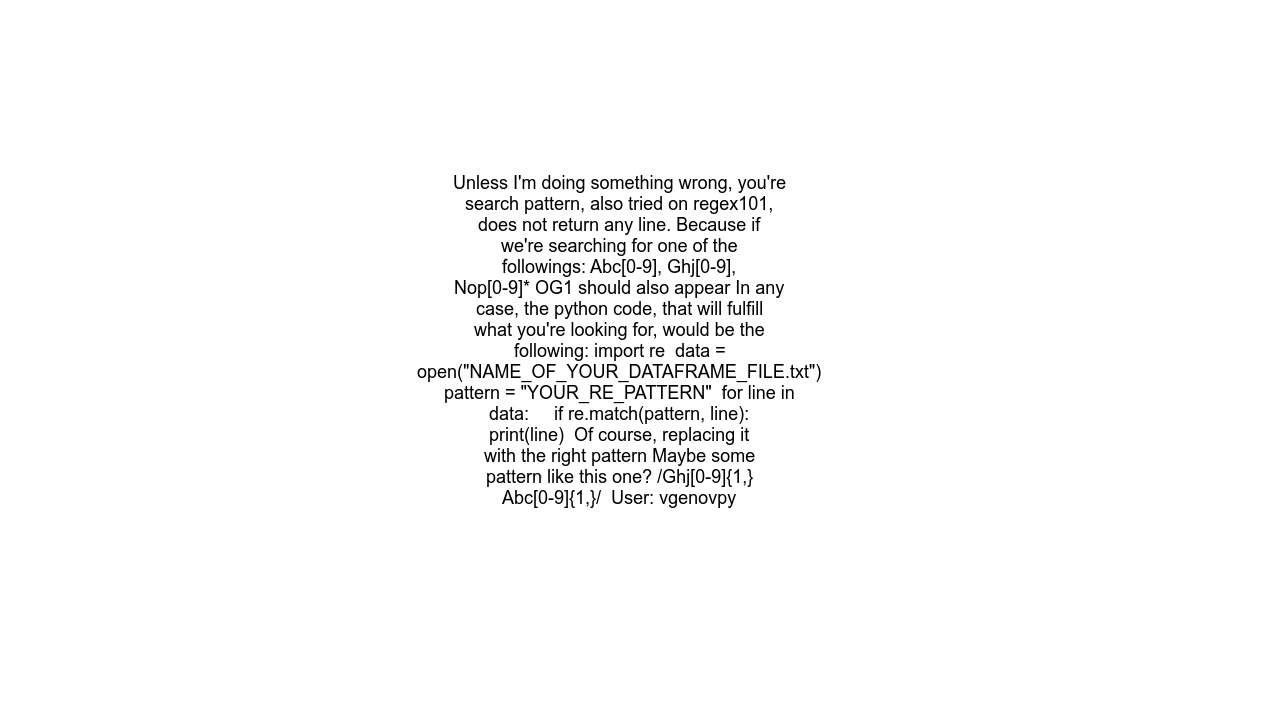 Unless I'm doing something wrong, you're
search pattern, also tried on regex101,
does not return any line. Because if
we're searching for one of the
followings: Abc[0-9], Ghj[0-9],
Nop[0-9]* OG1 should also appear In any
case, the python code, that will fulfill
what you're looking for, would be the
following: import re  data =
open("NAME_OF_YOUR_DATAFRAME_FILE.txt")
pattern = "YOUR_RE_PATTERN"  for line in
data:     if re.match(pattern, line):
print(line)  Of course, replacing it
with the right pattern Maybe some
pattern like this one? /Ghj[0-9]{1,}
Abc[0-9]{1,}/  User: vgenovpy